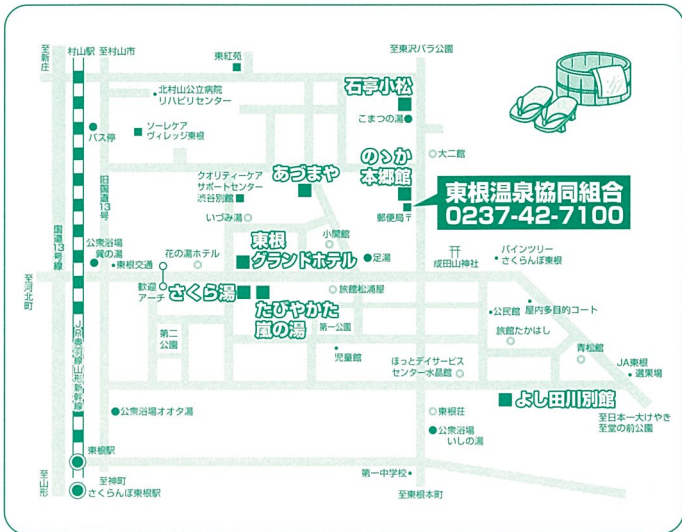 至新庄
村山駅
至村山市
東紅苑
至東沢バラ公園
北村山公立病院
リハビリセンター
石亭小松
こまつの湯
バス停
ソーレケア
ヴィレッジ東根
大二館
のゝか
本郷館
あづまや
クオリティーケア
サポートセンター
渋谷別館
旧国道13号
東根温泉協同組合
0237-42-7100
郵便局〒
いづみ湯
国道13号線
公衆浴場
巽の湯
東根交通
花の湯ホテル
東根
グランドホテル
小関館
足湯
成田山神社
パインツリー
さくらんぼ東根
至河北町
歓迎
アーチ
さくら湯
たびやかた
嵐の湯
旅館松浦屋
第一公園
公民館
屋内多目的コート
旅館たかはし
第二
公園
児童館
ほっとデイサービス
センター水晶館
青松館
JA東根
選果場
JR奥羽線山形新幹線
よし田川別館
至日本一大けやき
至堂の前公園
公衆浴場オオタ湯
東根荘
公衆浴場
いしの湯
東根駅
第一中学校
至山形
至神町
さくらんぼ東根駅
至東根本町